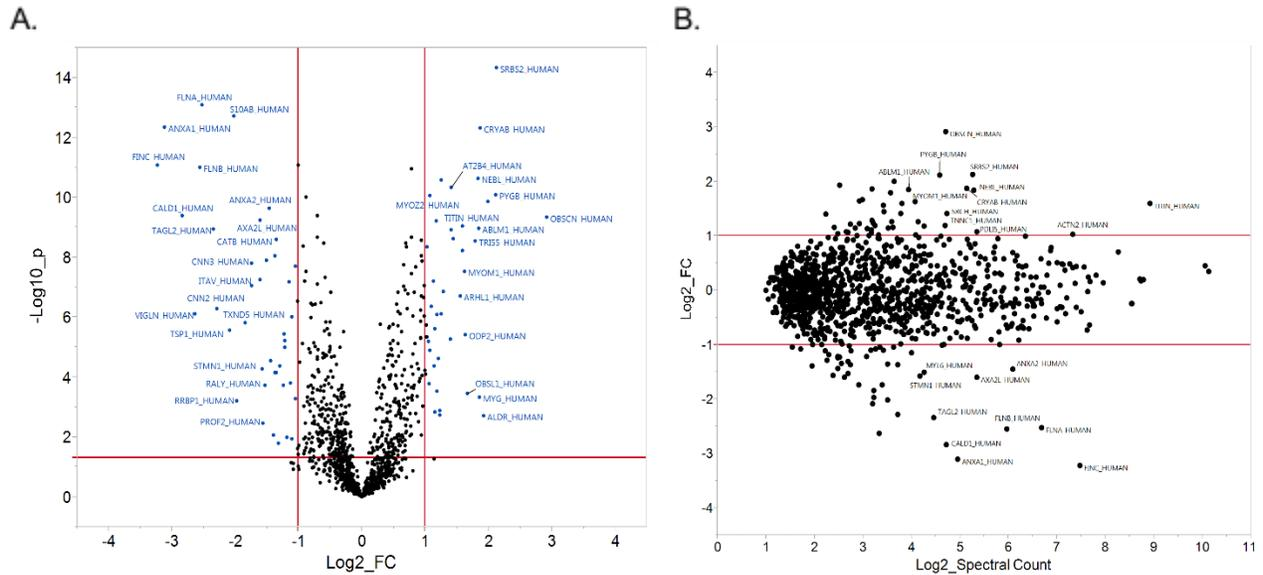 A.
B.
14
12
10
8
6
4
2
0
-Log10_p
-4
-3
-2
-1
0
1
2
3
4
Log2_FC
SRBS2_HUMAN
FLNA_HUMAN
S10AB_HUMAN
ANXA1_HUMAN
CRYAB_HUMAN
FINC_HUMAN
FLNB_HUMAN
AT2B4_HUMAN
NEBL_HUMAN
PYGB_HUMAN
ANXA2_HUMAN
CALD1_HUMAN
MYOZ2_HUMAN
TITIN_HUMAN
OBSCN_HUMAN
TAGL2_HUMAN
AXA2L_HUMAN
ABLM1_HUMAN
CATB_HUMAN
TRI55_HUMAN
CNN3_HUMAN
MYOM1_HUMAN
ITAV_HUMAN
CNN2_HUMAN
ARHL1_HUMAN
VIGLN_HUMAN
TXND5_HUMAN
TSP1_HUMAN
ODP2_HUMAN
STMN1_HUMAN
RALY_HUMAN
OBSL1_HUMAN
RRBP1_HUMAN
MYG_HUMAN
PROF2_HUMAN
ALDR_HUMAN
4
3
2
1
0
-1
-2
-3
-4
Log2_FC
0
1
2
3
4
5
6
7
8
9
10
11
Log2_Spectral Count
OBSCN_HUMAN
PYGB_HUMAN
ABLM1_HUMAN
SRBS2_HUMAN
NEBL_HUMAN
MYOM1_HUMAN
CRYAB_HUMAN
TITIN_HUMAN
TNNC1_HUMAN
PDLI5_HUMAN
ACTN2_HUMAN
STMN1_HUMAN
ANXA2_HUMAN
AXA2L_HUMAN
TAGL2_HUMAN
FLNB_HUMAN
FLNA_HUMAN
CALD1_HUMAN
ANXA1_HUMAN
FINC_HUMAN